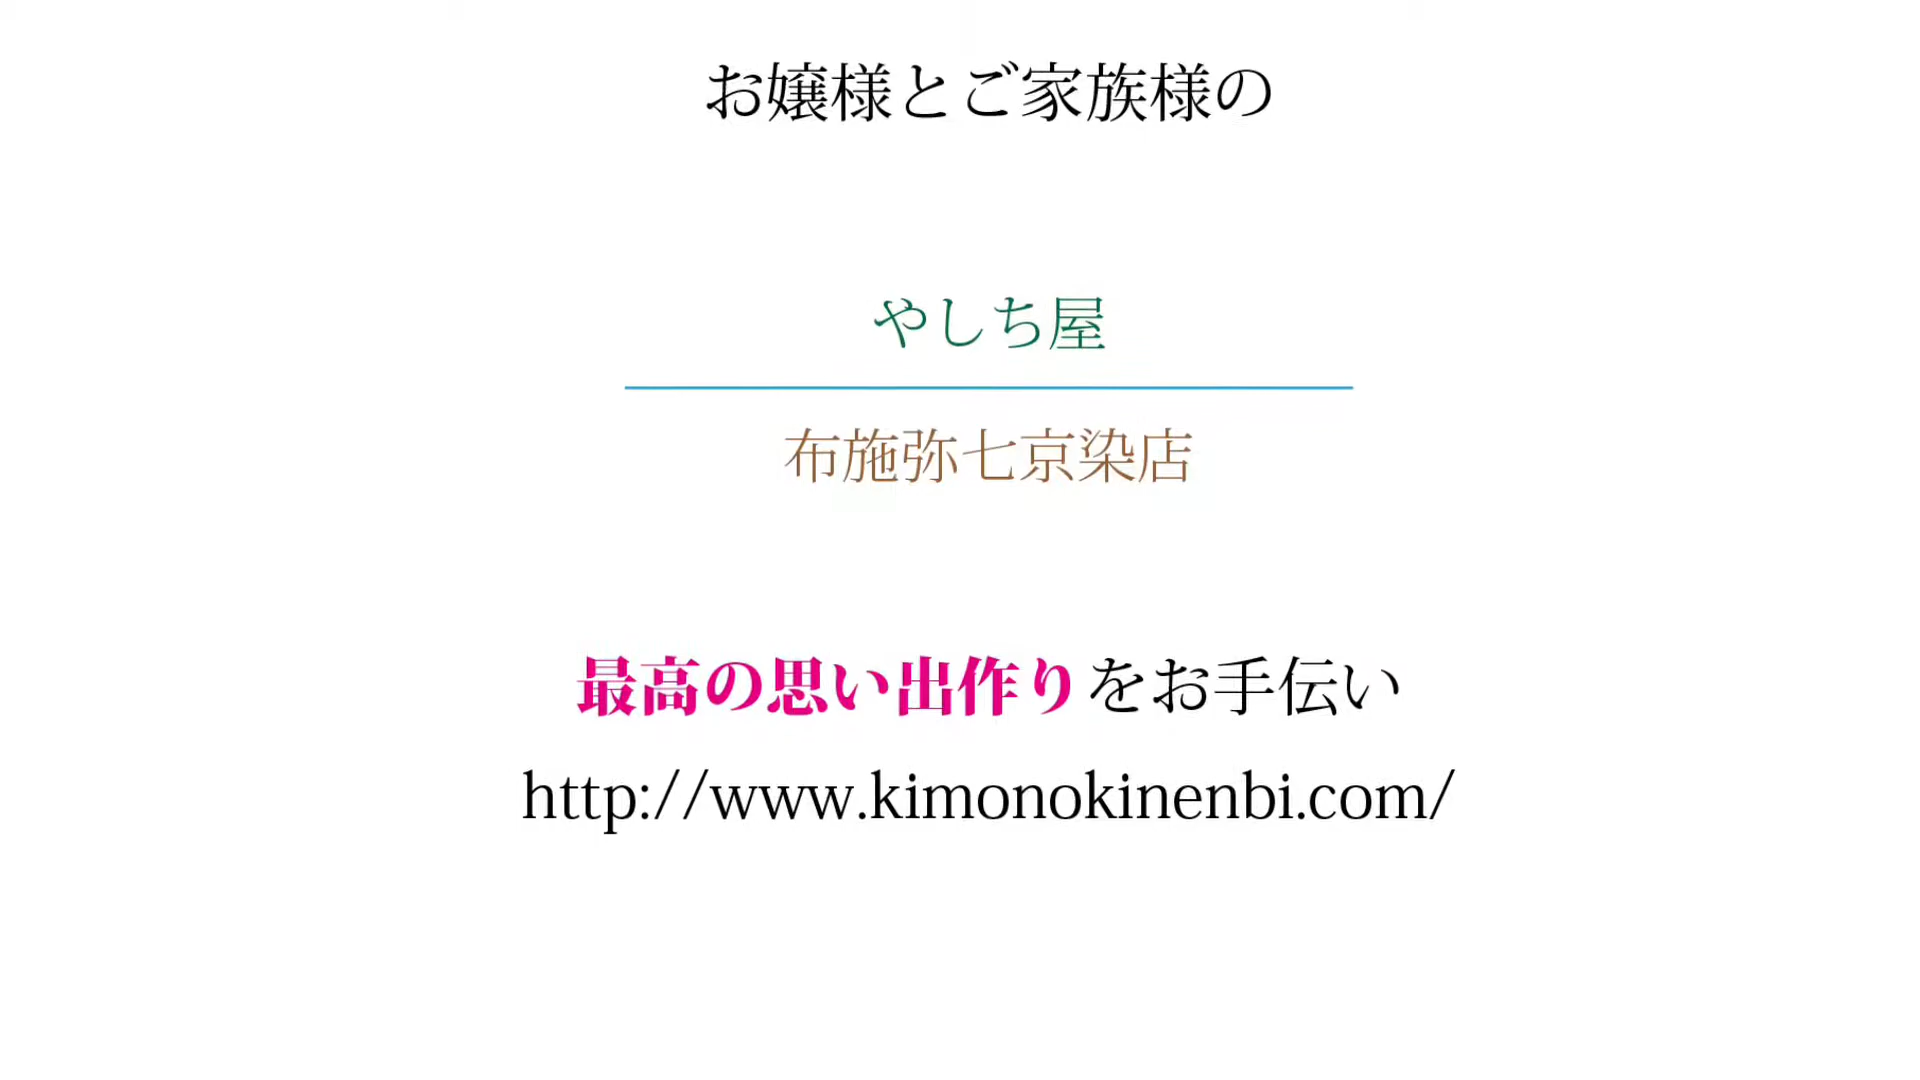 お嬢様とご家族様の
やしち屋
布施弥七京染店
最高の思い出作りをお手伝い
http://www.kimonokinenbi.com/